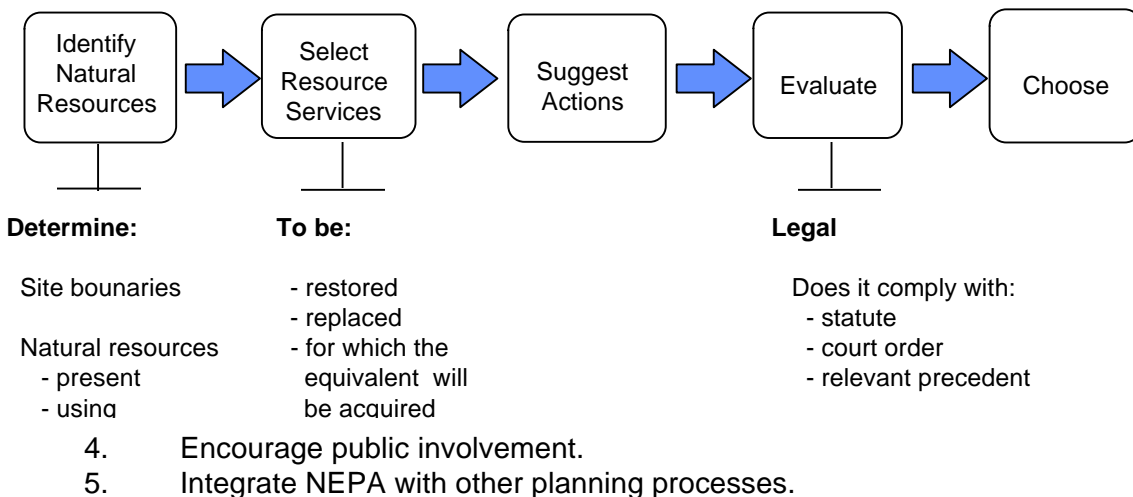 Identify
Natural
Resources
Select
Resource
Services
Suggest
Actions
Evaluate
Choose
Determine:
Site bounaries
Natural resources
- present
- using
To be:
- restored
- replaced
- for which the
equivalent will
be acquired
Legal
Does it comply with:
- statute
- court order
- relevant precedent
4. Encourage public involvement.
5. Integrate NEPA with other planning processes.